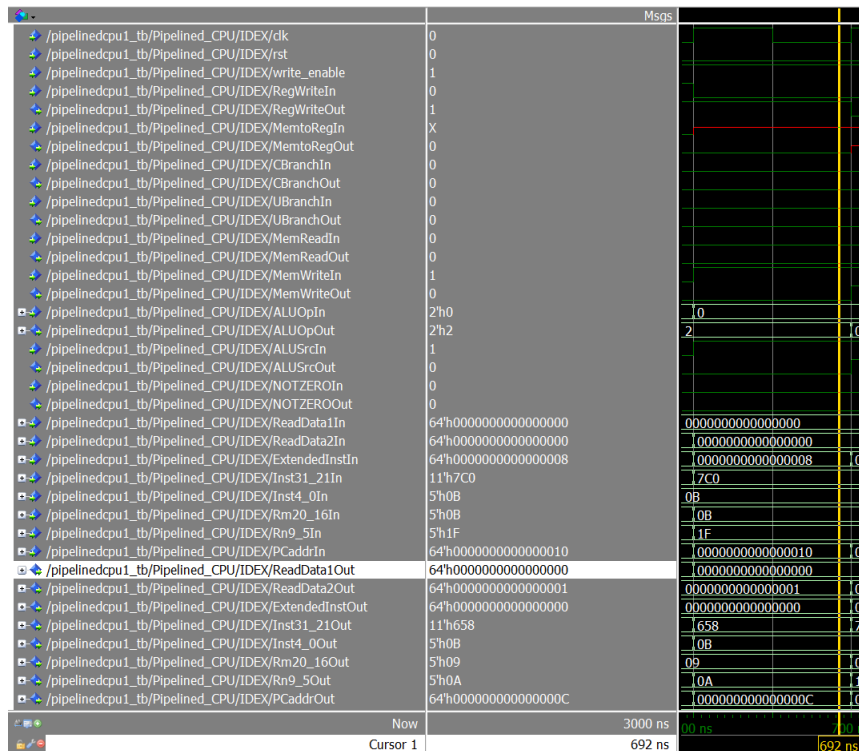 Msgs
/pipelinedcpu1_tb/Pipelined_CPU/IDEX/clk 0
/pipelinedcpu1_tb/Pipelined_CPU/IDEX/rst 0
/pipelinedcpu1_tb/Pipelined_CPU/IDEX/write_enable 1
/pipelinedcpu1_tb/Pipelined_CPU/IDEX/RegWriteIn 0
/pipelinedcpu1_tb/Pipelined_CPU/IDEX/RegWriteOut 1
/pipelinedcpu1_tb/Pipelined_CPU/IDEX/MemtoRegIn X
/pipelinedcpu1_tb/Pipelined_CPU/IDEX/MemtoRegOut 0
/pipelinedcpu1_tb/Pipelined_CPU/IDEX/CBranchIn 0
/pipelinedcpu1_tb/Pipelined_CPU/IDEX/CBranchOut 0
/pipelinedcpu1_tb/Pipelined_CPU/IDEX/UBranchIn 0
/pipelinedcpu1_tb/Pipelined_CPU/IDEX/UBranchOut 0
/pipelinedcpu1_tb/Pipelined_CPU/IDEX/MemReadIn 0
/pipelinedcpu1_tb/Pipelined_CPU/IDEX/MemReadOut 0
/pipelinedcpu1_tb/Pipelined_CPU/IDEX/MemWriteIn 1
/pipelinedcpu1_tb/Pipelined_CPU/IDEX/MemWriteOut 0
/pipelinedcpu1_tb/Pipelined_CPU/IDEX/ALUOpIn 2'h0 0
/pipelinedcpu1_tb/Pipelined_CPU/IDEX/ALUOpOut 2'h2 2 0
/pipelinedcpu1_tb/Pipelined_CPU/IDEX/ALUSrcIn 1
/pipelinedcpu1_tb/Pipelined_CPU/IDEX/ALUSrcOut 0
/pipelinedcpu1_tb/Pipelined_CPU/IDEX/NOTZEROIn 0
/pipelinedcpu1_tb/Pipelined_CPU/IDEX/NOTZEROOut 0
/pipelinedcpu1_tb/Pipelined_CPU/IDEX/ReadData1In 64'h0000000000000000 0000000000000000
/pipelinedcpu1_tb/Pipelined_CPU/IDEX/ReadData2In 64'h0000000000000000 0000000000000000
/pipelinedcpu1_tb/Pipelined_CPU/IDEX/ExtendedInstIn 64'h0000000000000008 0000000000000008 0
/pipelinedcpu1_tb/Pipelined_CPU/IDEX/Inst31_21In 11'h7C0 7C0
/pipelinedcpu1_tb/Pipelined_CPU/IDEX/Inst4_0In 5'h0B 0B
/pipelinedcpu1_tb/Pipelined_CPU/IDEX/Rm20_16In 5'h0B 0B
/pipelinedcpu1_tb/Pipelined_CPU/IDEX/Rn9_5In 5'h1F 1F
/pipelinedcpu1_tb/Pipelined_CPU/IDEX/PCaddrIn 64'h0000000000000010 0000000000000010 0
/pipelinedcpu1_tb/Pipelined_CPU/IDEX/ReadData1Out 64'h0000000000000000 0000000000000000
/pipelinedcpu1_tb/Pipelined_CPU/IDEX/ReadData2Out 64'h0000000000000001 0000000000000001 0
/pipelinedcpu1_tb/Pipelined_CPU/IDEX/ExtendedInstOut 64'h0000000000000000 0000000000000000 0
/pipelinedcpu1_tb/Pipelined_CPU/IDEX/Inst31_21Out 11'h658 658 7
/pipelinedcpu1_tb/Pipelined_CPU/IDEX/Inst4_0Out 5'h0B 0B
/pipelinedcpu1_tb/Pipelined_CPU/IDEX/Rm20_16Out 5'h09 09 0
/pipelinedcpu1_tb/Pipelined_CPU/IDEX/Rn9_5Out 5'h0A 0A 1
/pipelinedcpu1_tb/Pipelined_CPU/IDEX/PCaddrOut 64'h000000000000000C 000000000000000C 0
Now 3000 ns 00 ns 700
Cursor 1 692 ns 692 ns